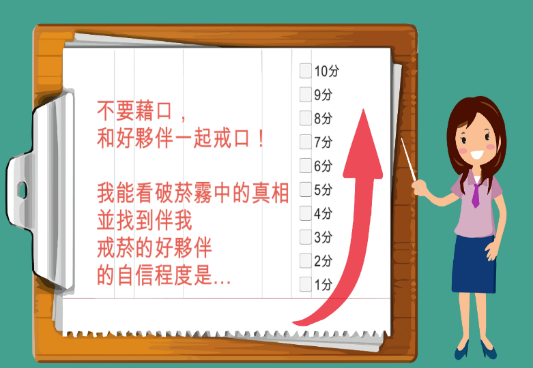 不要藉口，
和好夥伴一起戒口！
我能看破菸霧中的真相
並找到伴我
戒菸的好夥伴
的自信程度是...
10分
9分
8分
7分
6分
5分
4分
3分
2分
1分